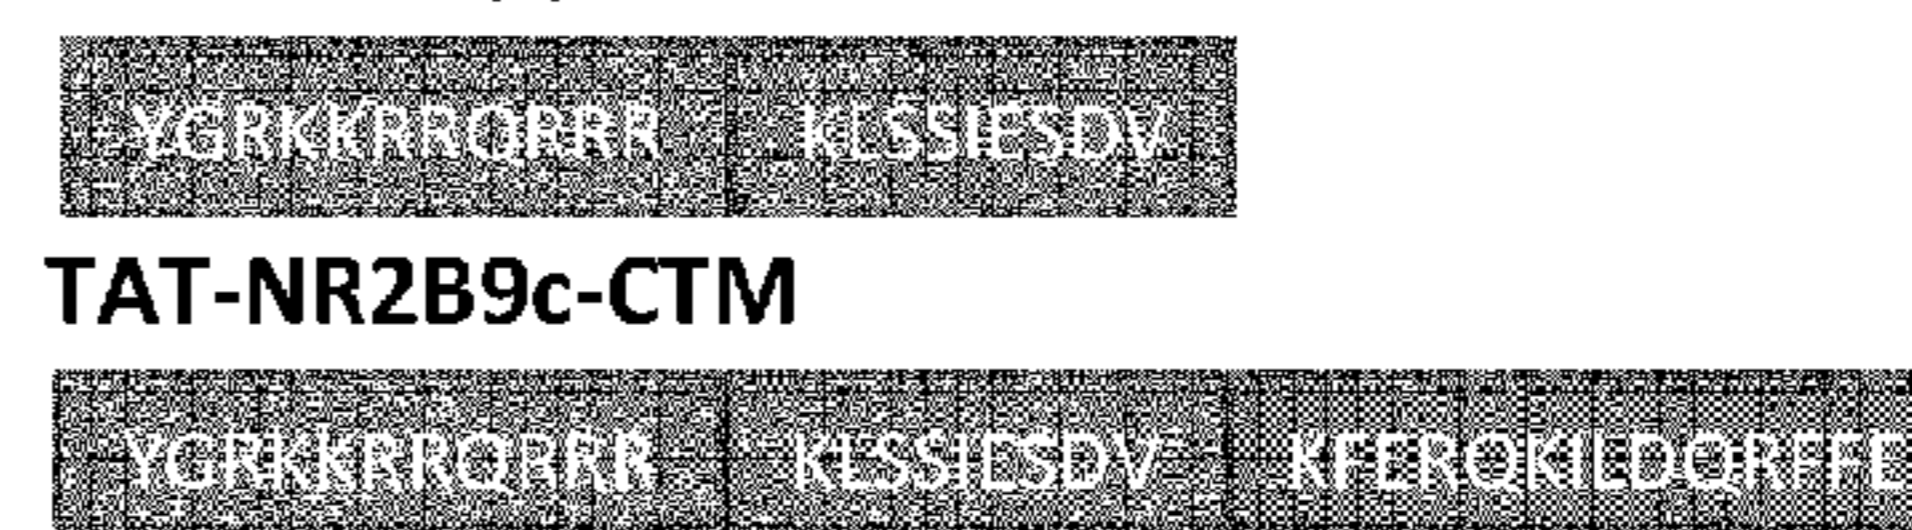 YGRKKRRQRRR KLSSIESDV
TAT-NR2B9c-CTM
YGRKKRRQRRR KLSSIESDV KFERQKILDQRFFE